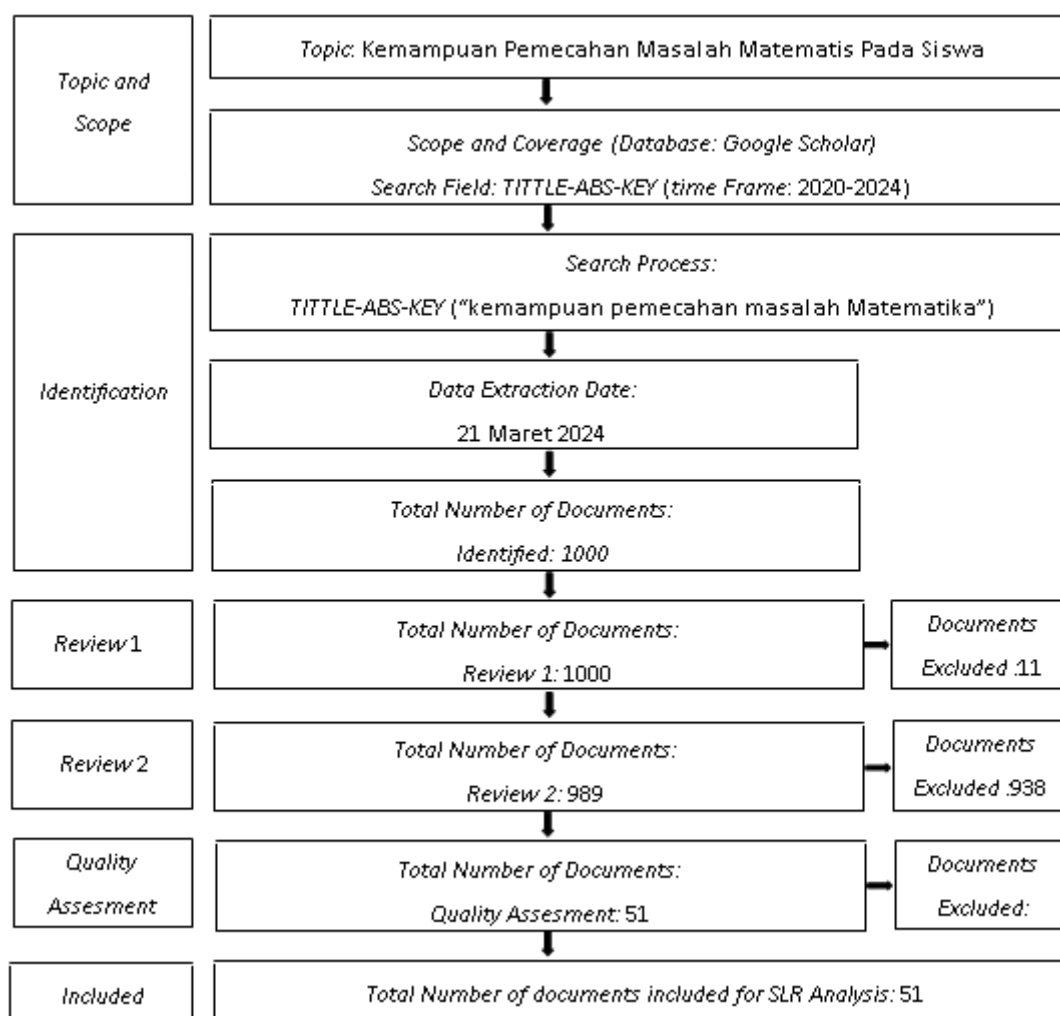 Topic and
Scope
Topic: Kemampuan Pemecahan Masalah Matematis Pada Siswa
Scope and Coverage (Database: Google Scholar)
Search Field: TITTLE-ABS-KEY (time Frame: 2020-2024)
Identification
Search Process:
TITTLE-ABS-KEY (“kemampuan pemecahan masalah Matematika”)
Data Extraction Date:
21 Maret 2024
Total Number of Documents:
Identified: 1000
Review 1
Total Number of Documents:
Review 1: 1000
Documents
Excluded :11
Review 2
Total Number of Documents:
Review 2: 989
Documents
Excluded :938
Quality
Assesment
Total Number of Documents:
Quality Assesment: 51
Documents
Excluded:
Included
Total Number of documents included for SLR Analysis: 51